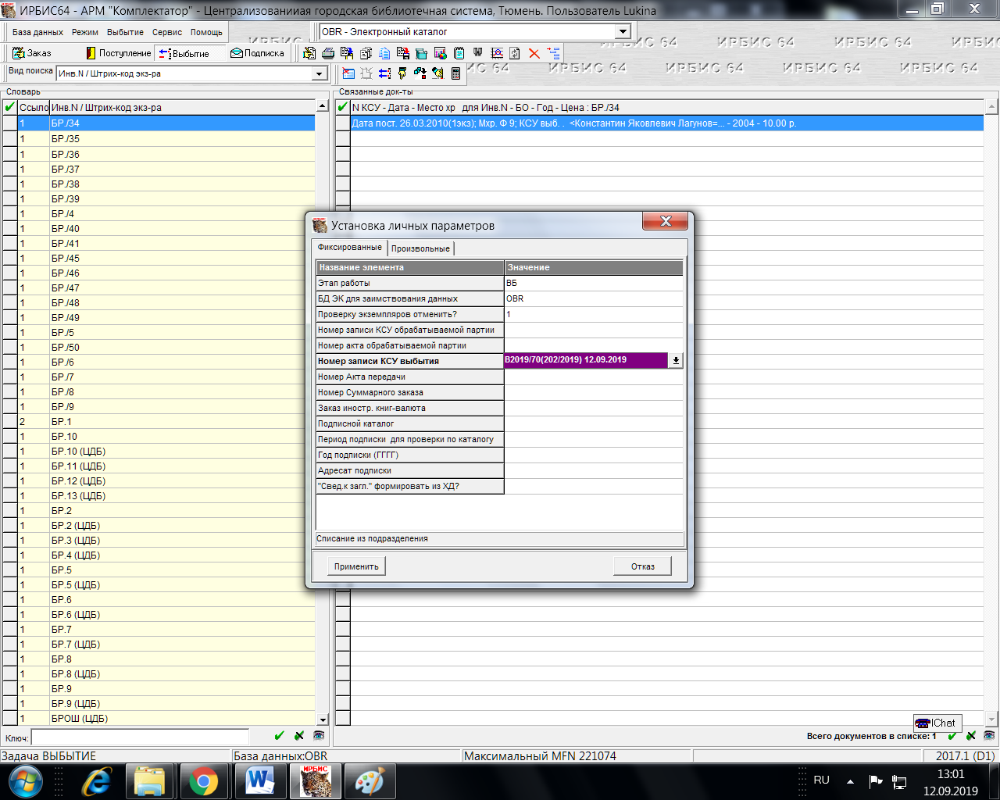 ИРБИС64 - АРМ "Комплектатор" - Централизованииая городская библиотечная система, Тюмень. Пользователь Lukina
База данных Режим Выбытие Сервис Помощь
OBR - Электронный каталог
ИРБИС 64 ИРБИС 64 ИРБИС 64
Заказ Поступление Выбытие Подписка
Вид поиска Инв.N / Штрих-код экз-ра
ИРБИС 64 ИРБИС 64 ИРБИС 64
Словарь
Ссыло Инв.N / Штрих-код экз-ра
1 БР./34
1 БР./35
1 БР./36
1 БР./37
1 БР./38
1 БР./39
1 БР./4
1 БР./40
1 БР./41
1 БР./45
1 БР./46
1 БР./47
1 БР./48
1 БР./49
1 БР./5
1 БР./50
1 БР./6
1 БР./7
1 БР./8
1 БР./9
2 БР.1
1 БР.10
1 БР.10 (ЦДБ)
1 БР.11 (ЦДБ)
1 БР.12 (ЦДБ)
1 БР.13 (ЦДБ)
1 БР.2
1 БР.2 (ЦДБ)
1 БР.3 (ЦДБ)
1 БР.4 (ЦДБ)
1 БР.5
1 БР.5 (ЦДБ)
1 БР.6
1 БР.6 (ЦДБ)
1 БР.7
1 БР.7 (ЦДБ)
1 БР.8
1 БР.8 (ЦДБ)
1 БР.9
1 БР.9 (ЦДБ)
1 БРОШ (ЦДБ)
Ключ:
Связанные док-ты
N КСУ - Дата - Место хр для Инв.N - БО - Год - Цена : БР./34
Дата пост. 26.03.2010(1экз); Мхр. Ф 9; КСУ выб. . <Константин Яковлевич Лагунов=... - 2004 - 10.00 р.
Установка личных параметров
Фиксированные Произвольные
Название элемента Значение
Этап работы ВБ
БД ЭК для заимствования данных OBR
Проверку экземпляров отменить? 1
Номер записи КСУ обрабатываемой партии
Номер акта обрабатываемой партии
Номер записи КСУ выбытия В2019/70(202/2019) 12.09.2019
Номер Акта передачи
Номер Суммарного заказа
Заказ иностр. книг-валюта
Подписной каталог
Период подписки для проверки по каталогу
Год подписки (ГГГГ)
Адресат подписки
"Свед.к загл." формировать из ХД?
Списание из подразделения
Применить Отказ
IChat
Всего документов в списке: 1
Задача ВЫБЫТИЕ База данных:OBR Максимальный MFN 221074 2017.1 (D1)
ИРБИС
RU
13:01
12.09.2019